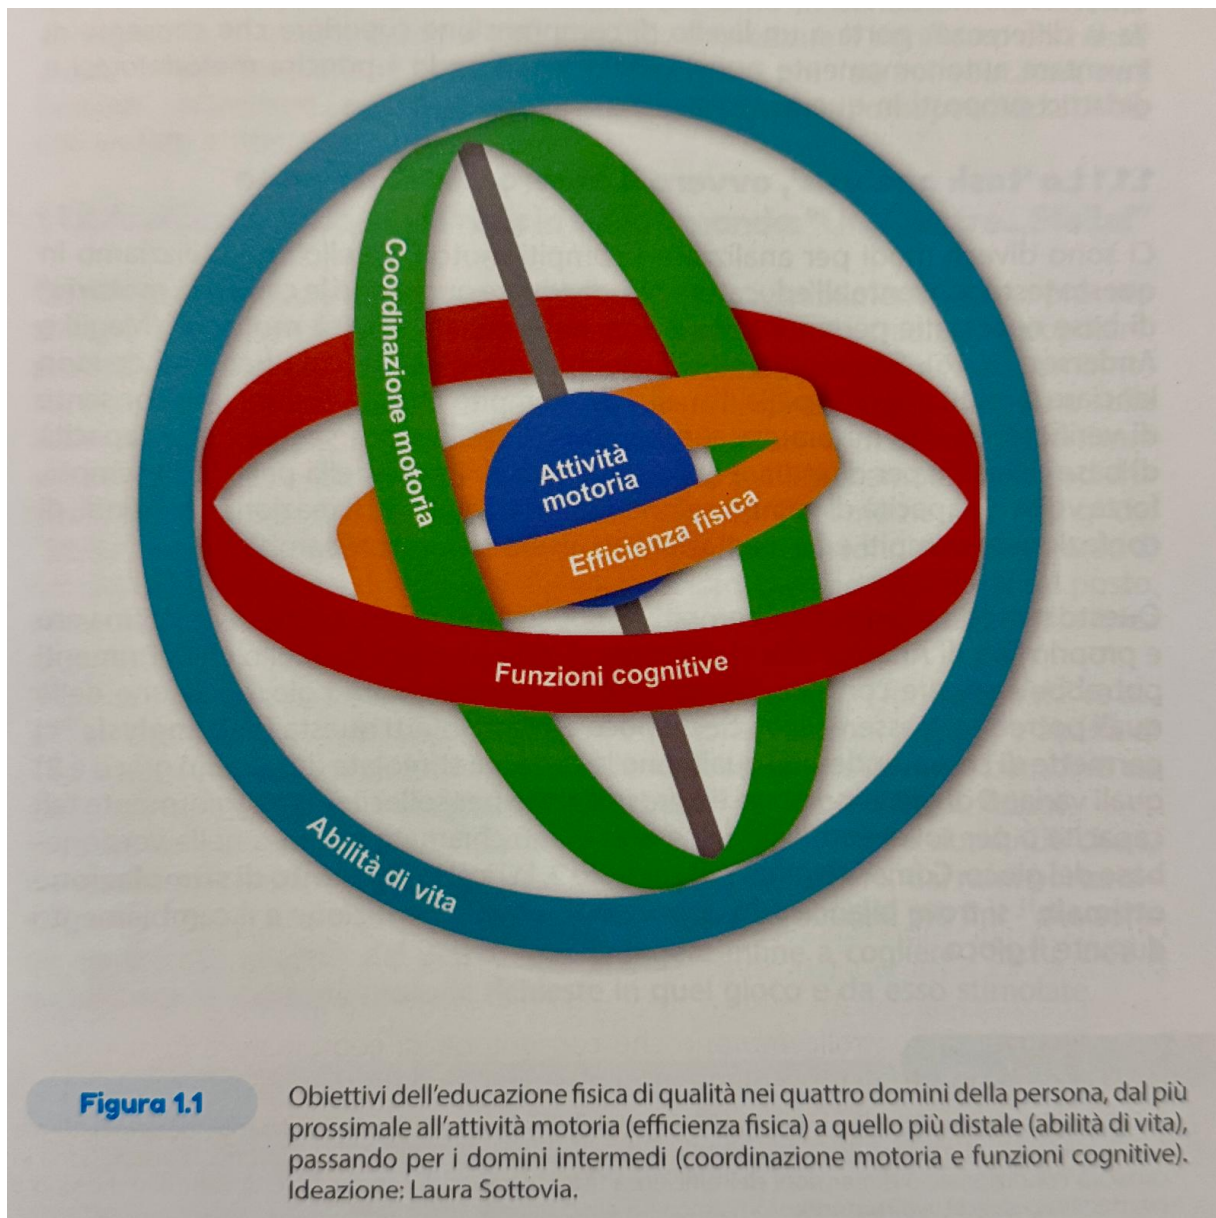 Coordinazione motoria
Attività
motoria
Efficienza fisica
Funzioni cognitive
Abilità di vita
Figura 1.1
Obiettivi dell'educazione fisica di qualità nei quattro domini della persona, dal più
prossimale all'attività motoria (efficienza fisica) a quello più distale (abilità di vita),
passando per i domini intermedi (coordinazione motoria e funzioni cognitive).
Ideazione: Laura Sottovia.